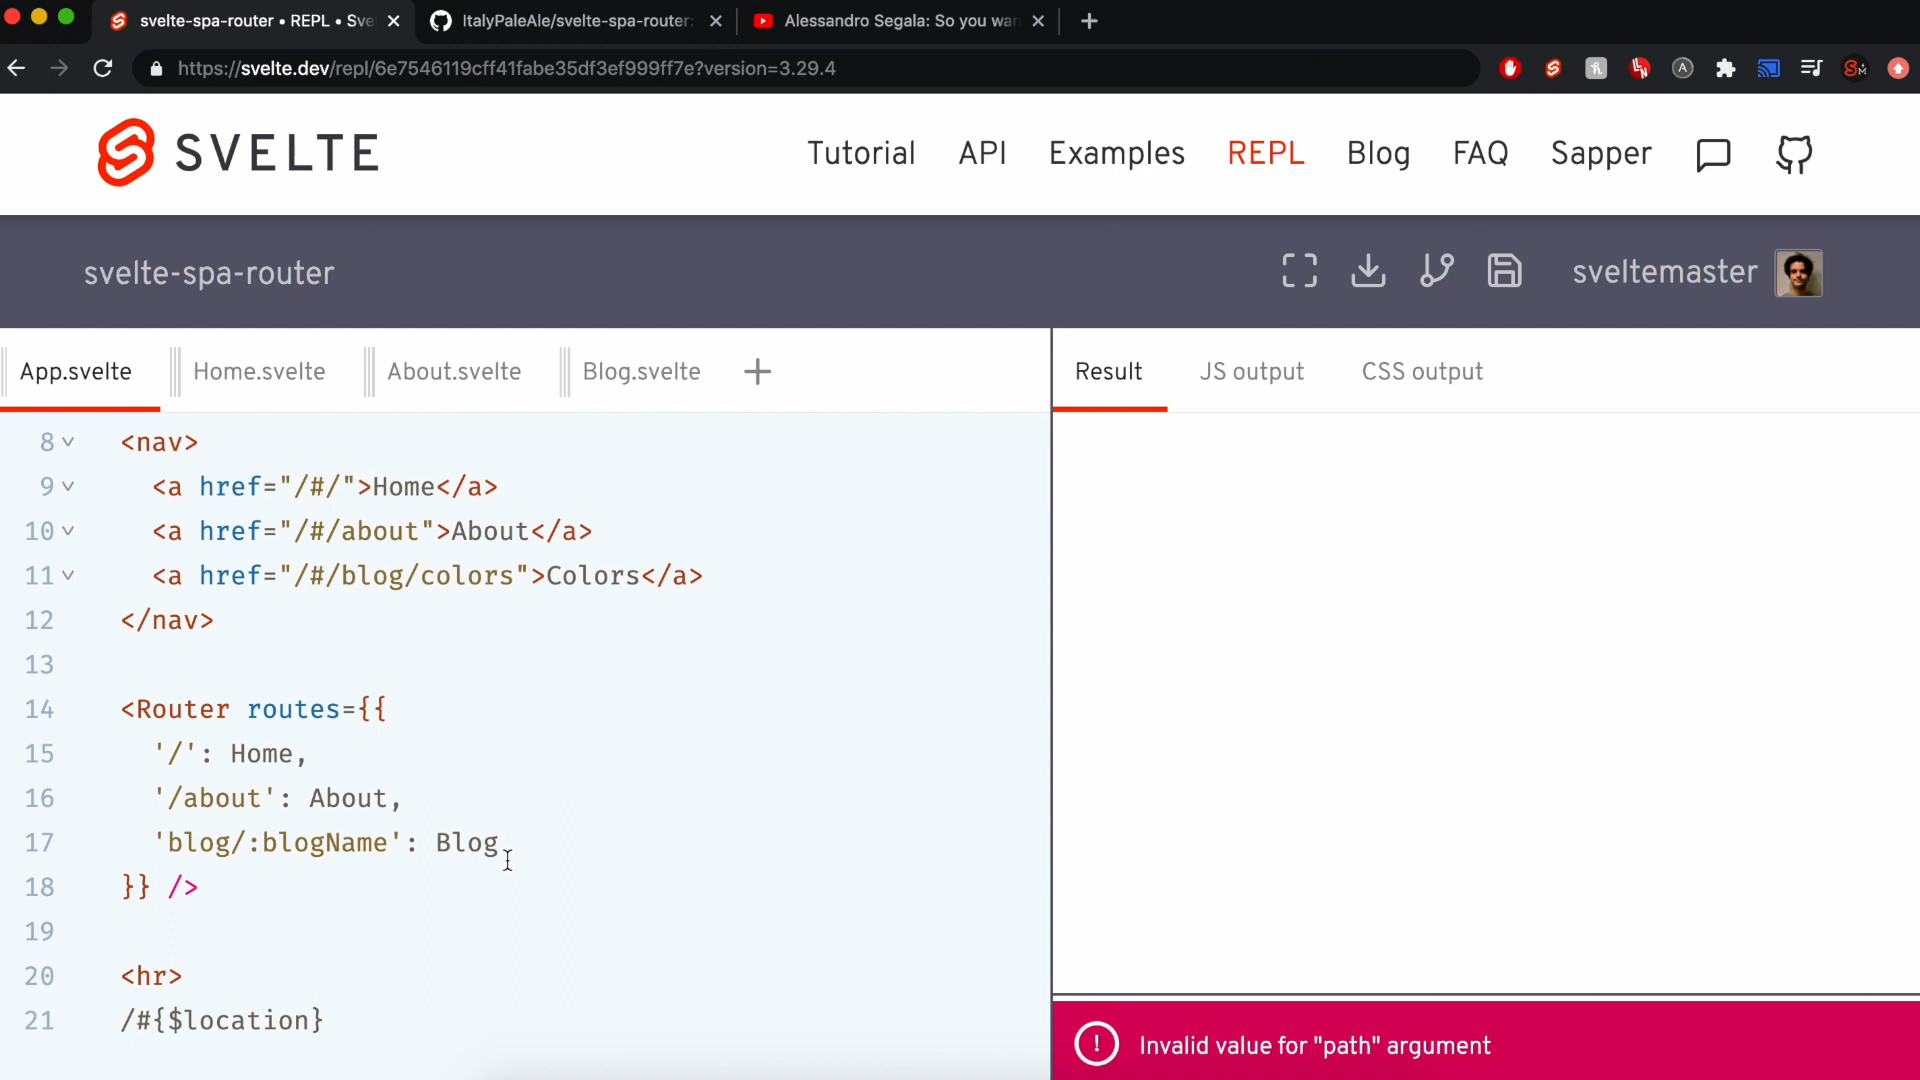 svelte-spa-router • REPL • Sve
ItalyPaleAle/svelte-spa-router:
Alessandro Segala: So you wan
https://svelte.dev/repl/6e7546119cff41fabe35df3ef999ff7e?version=3.29.4
SVELTE
Tutorial API Examples REPL Blog FAQ Sapper
svelte-spa-router
sveltemaster
App.svelte Home.svelte About.svelte Blog.svelte +
Result JS output CSS output
8 <nav>
9 <a href="/#/">Home</a>
10 <a href="/#/about">About</a>
11 <a href="/#/blog/colors">Colors</a>
12 </nav>
13
14 <Router routes={{
15 '/': Home,
16 '/about': About,
17 'blog/:blogName': Blog
18 }} />
19
20 <hr>
21 /#{$location}
Invalid value for "path" argument